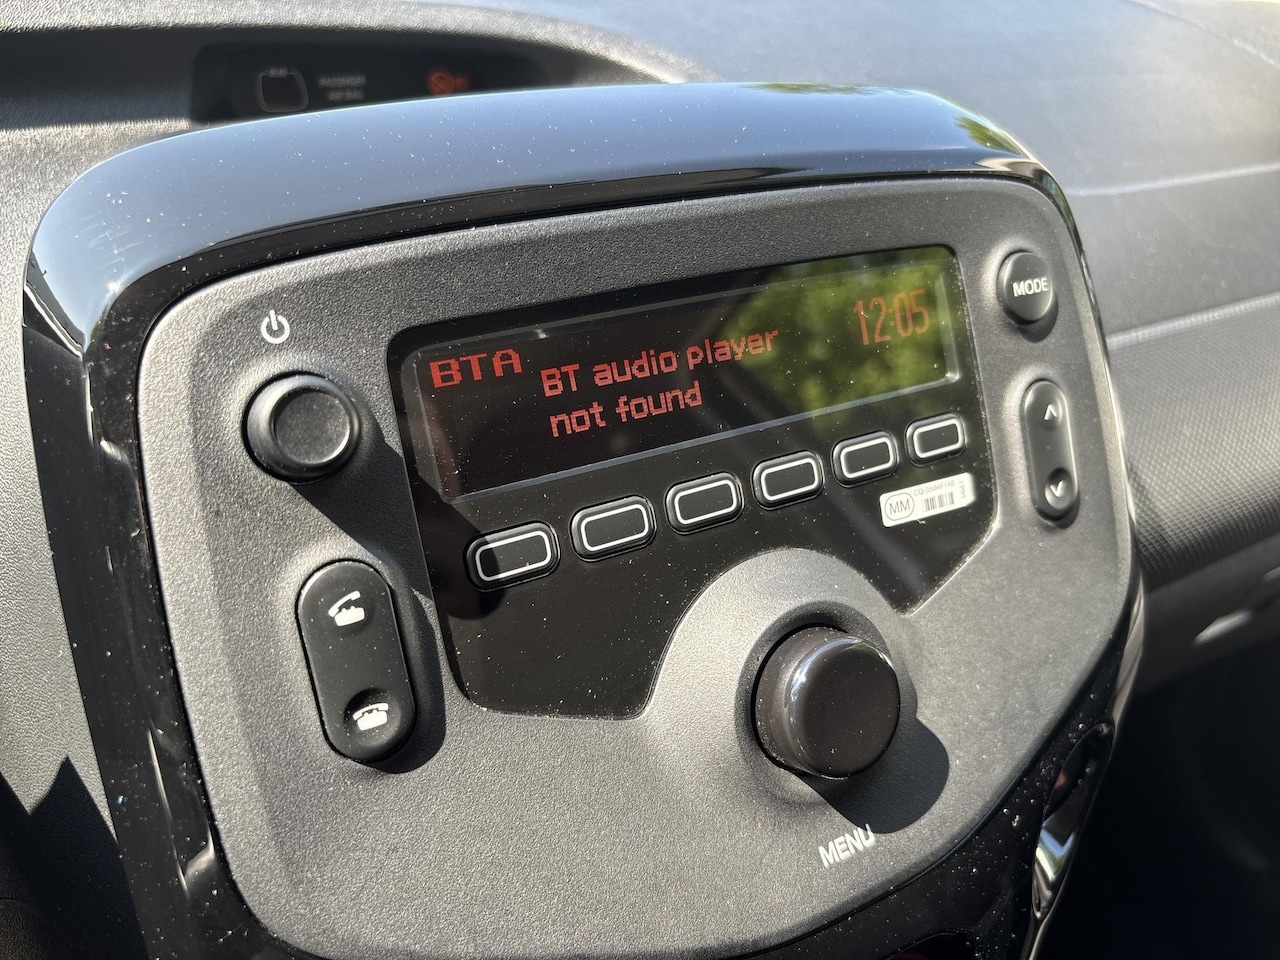 BTA
BT audio player
not found
12:05
MODE
MM
MENU